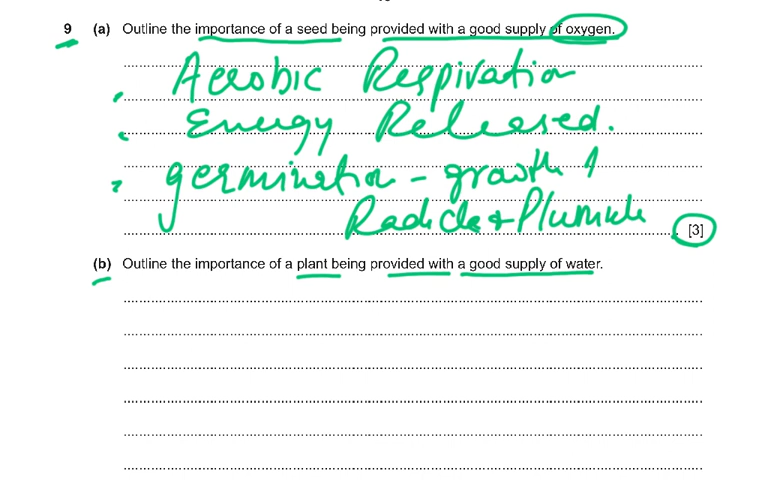 9 (a) Outline the importance of a seed being provided with a good supply of oxygen.
Aerobic Respiration
Energy Released.
germination - growth of
Radicle & Plumule
[3]
(b) Outline the importance of a plant being provided with a good supply of water.